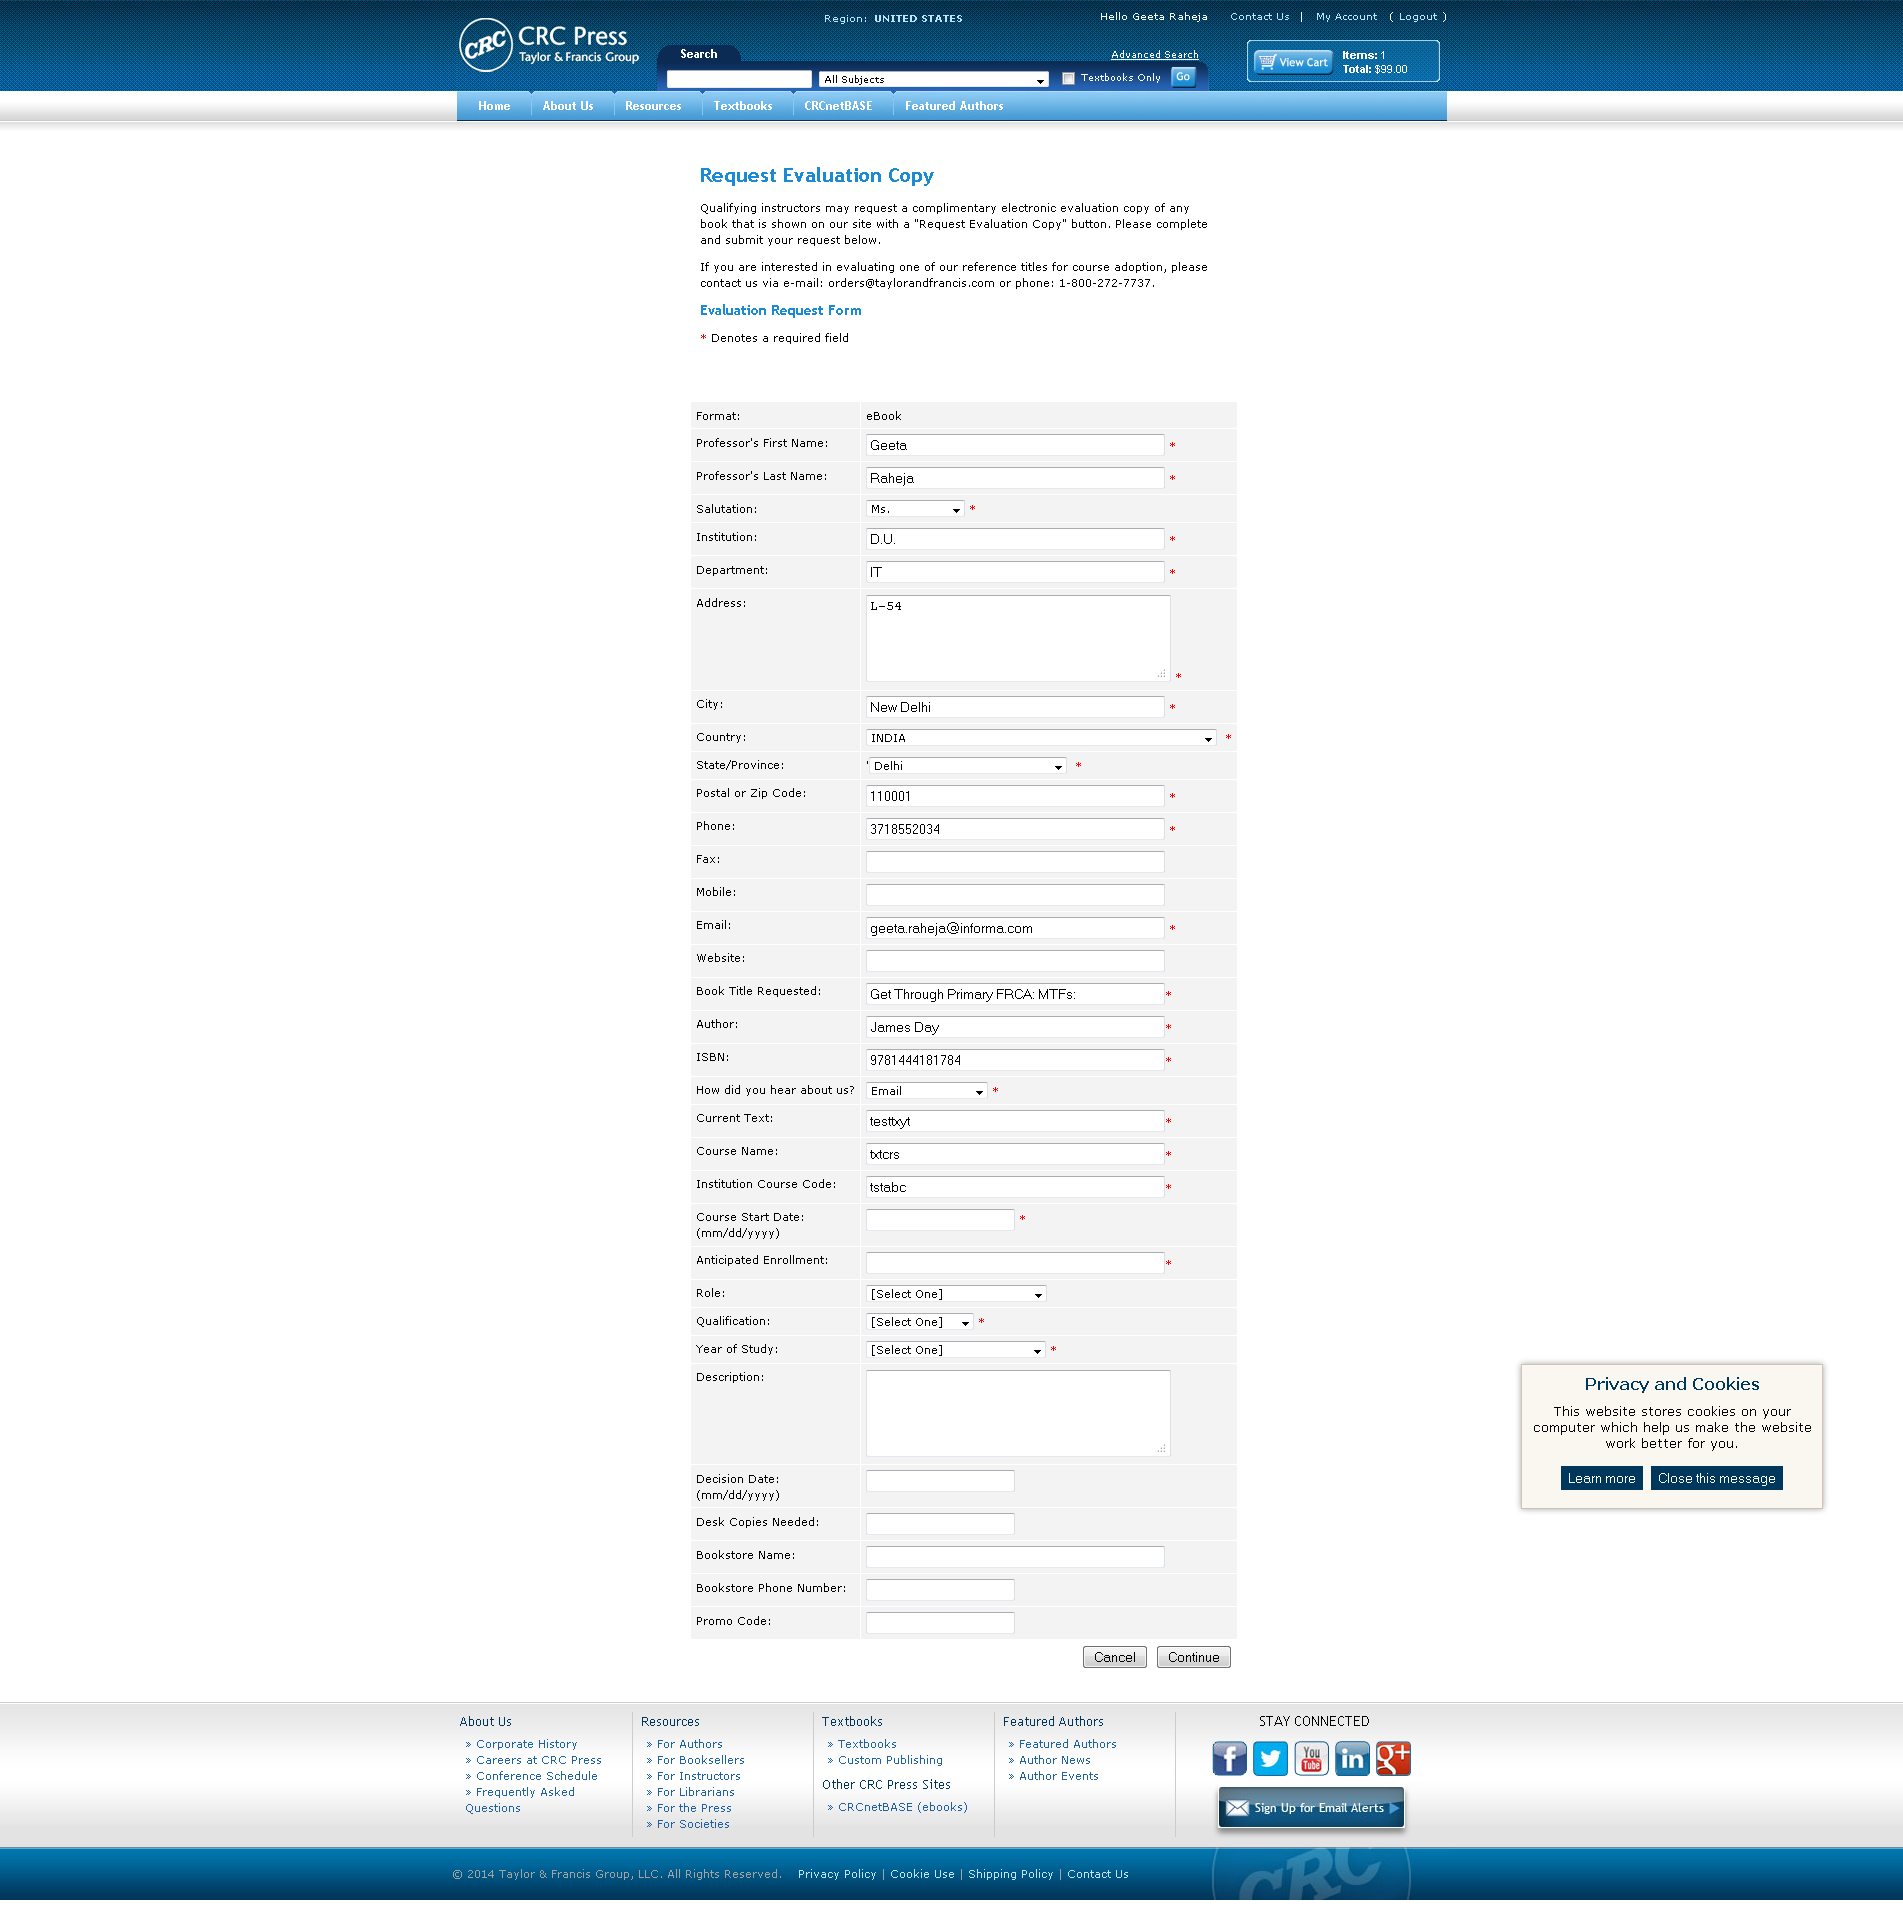 Region: UNITED STATES
Hello Geeta Raheja Contact Us | My Account ( Logout )
CRC CRC Press
Taylor & Francis Group
Search
Advanced Search
All Subjects Textbooks Only Go
View Cart Items: 1
Total: $99.00
Home About Us Resources Textbooks CRCnetBASE Featured Authors
Request Evaluation Copy
Qualifying instructors may request a complimentary electronic evaluation copy of any
book that is shown on our site with a "Request Evaluation Copy" button. Please complete
and submit your request below.
If you are interested in evaluating one of our reference titles for course adoption, please
contact us via e-mail: orders@taylorandfrancis.com or phone: 1-800-272-7737.
Evaluation Request Form
* Denotes a required field
Format: eBook
Professor's First Name: Geeta *
Professor's Last Name: Raheja *
Salutation: Ms. *
Institution: D.U. *
Department: IT *
Address: L-54 *
City: New Delhi *
Country: INDIA *
State/Province: ' Delhi *
Postal or Zip Code: 110001 *
Phone: 3718552034 *
Fax:
Mobile:
Email: geeta.raheja@informa.com *
Website:
Book Title Requested: Get Through Primary FRCA: MTFs: *
Author: James Day *
ISBN: 9781444181784 *
How did you hear about us? Email *
Current Text: testtxyt *
Course Name: txtcrs *
Institution Course Code: tstabc *
Course Start Date: *
(mm/dd/yyyy)
Anticipated Enrollment: *
Role: [Select One]
Qualification: [Select One] *
Year of Study: [Select One] *
Description:
Decision Date:
(mm/dd/yyyy)
Desk Copies Needed:
Bookstore Name:
Bookstore Phone Number:
Promo Code:
Cancel Continue
Privacy and Cookies
This website stores cookies on your
computer which help us make the website
work better for you.
Learn more Close this message
About Us
» Corporate History
» Careers at CRC Press
» Conference Schedule
» Frequently Asked
Questions
Resources
» For Authors
» For Booksellers
» For Instructors
» For Librarians
» For the Press
» For Societies
Textbooks
» Textbooks
» Custom Publishing
Other CRC Press Sites
» CRCnetBASE (ebooks)
Featured Authors
» Featured Authors
» Author News
» Author Events
STAY CONNECTED
f You Tube in g+
Sign Up for Email Alerts
© 2014 Taylor & Francis Group, LLC. All Rights Reserved. Privacy Policy | Cookie Use | Shipping Policy | Contact Us
CRC